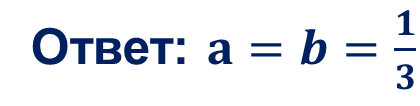 Ответ: a = b = 1/3